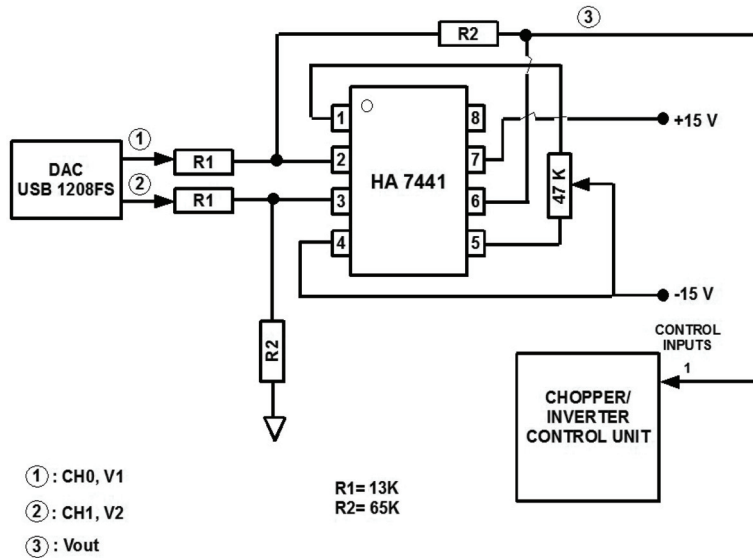 3
R2
1
8
+15 V
1
DAC
USB 1208FS
R1
2
HA 7441
7
2
R1
3
6
47 K
4
5
-15 V
R2
CONTROL
INPUTS
1
CHOPPER/
INVERTER
CONTROL UNIT
1 : CH0, V1
R1= 13K
2 : CH1, V2
R2= 65K
3 : Vout